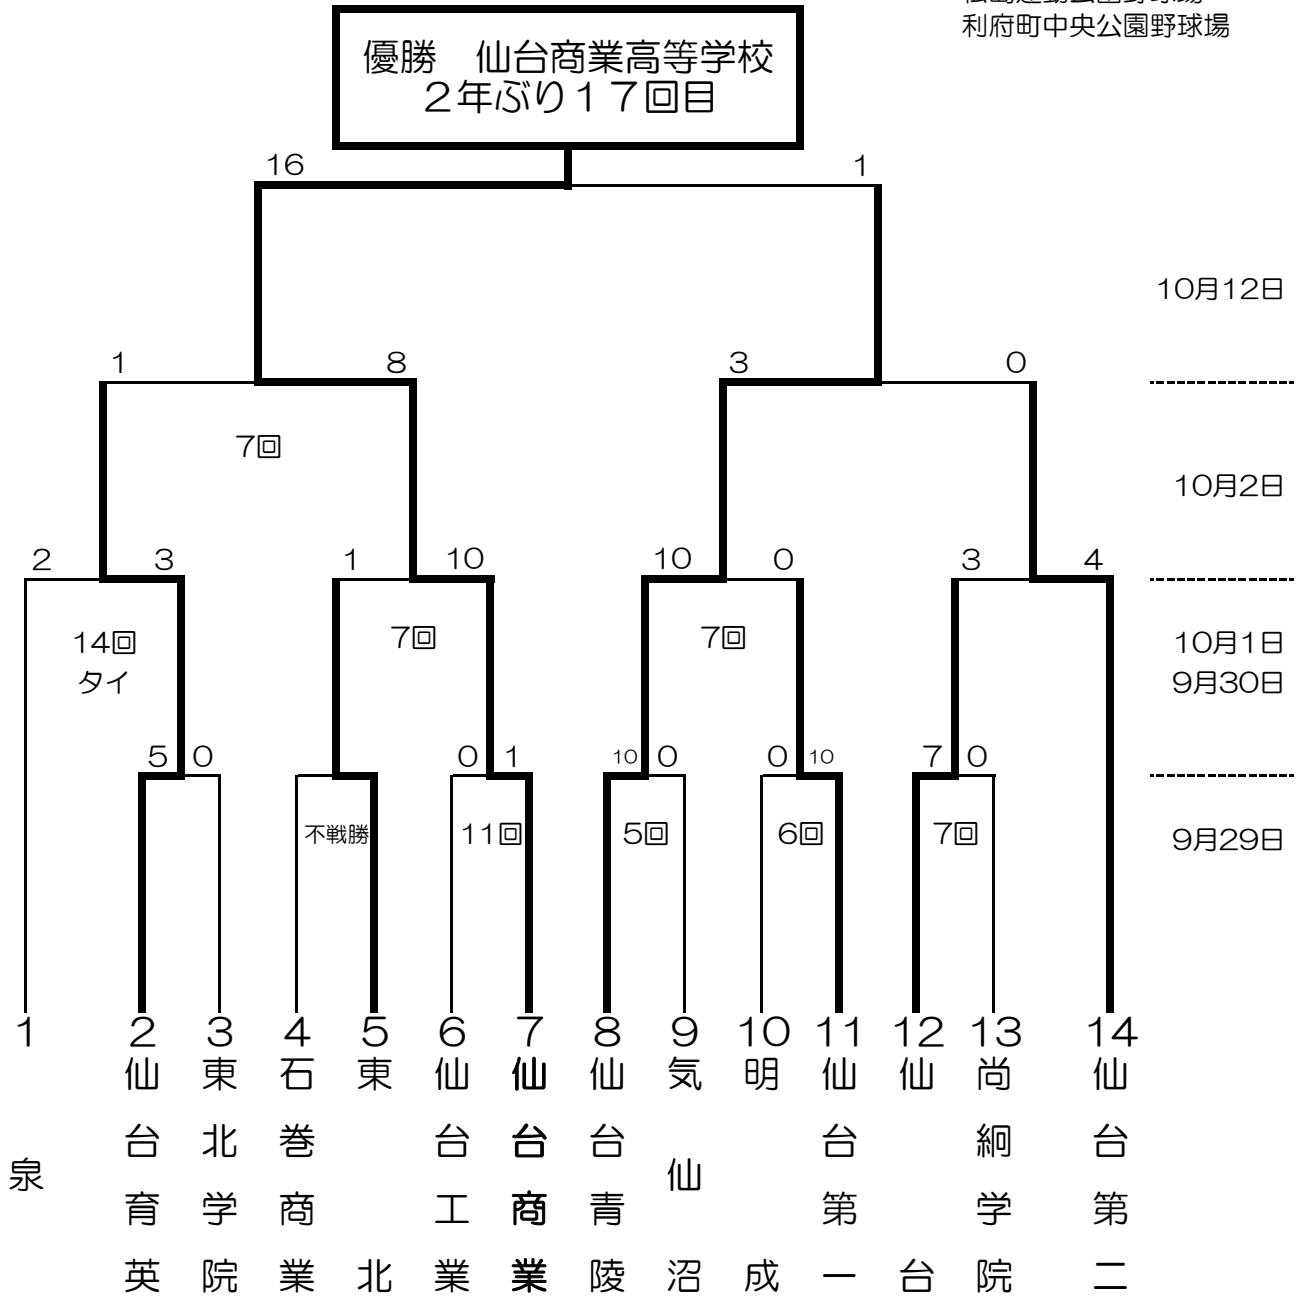 利府町中央公園野球場
優勝　仙台商業高等学校
２年ぶり１７回目
16
1
10月12日
1
8
3
0
7回
10月2日
2
3
1
10
10
0
3
4
14回
タイ
7回
7回
10月1日
9月30日
5
0
0
1
10
0
0
10
7
0
不戦勝
11回
5回
6回
7回
9月29日
1
2
3
4
5
6
7
8
9
10
11
12
13
14
泉
仙台育英
東北学院
石巻商業
東北
仙台工業
仙台商業
仙台青陵
気仙沼
明成
仙台第一
仙台
尚絅学院
仙台第二